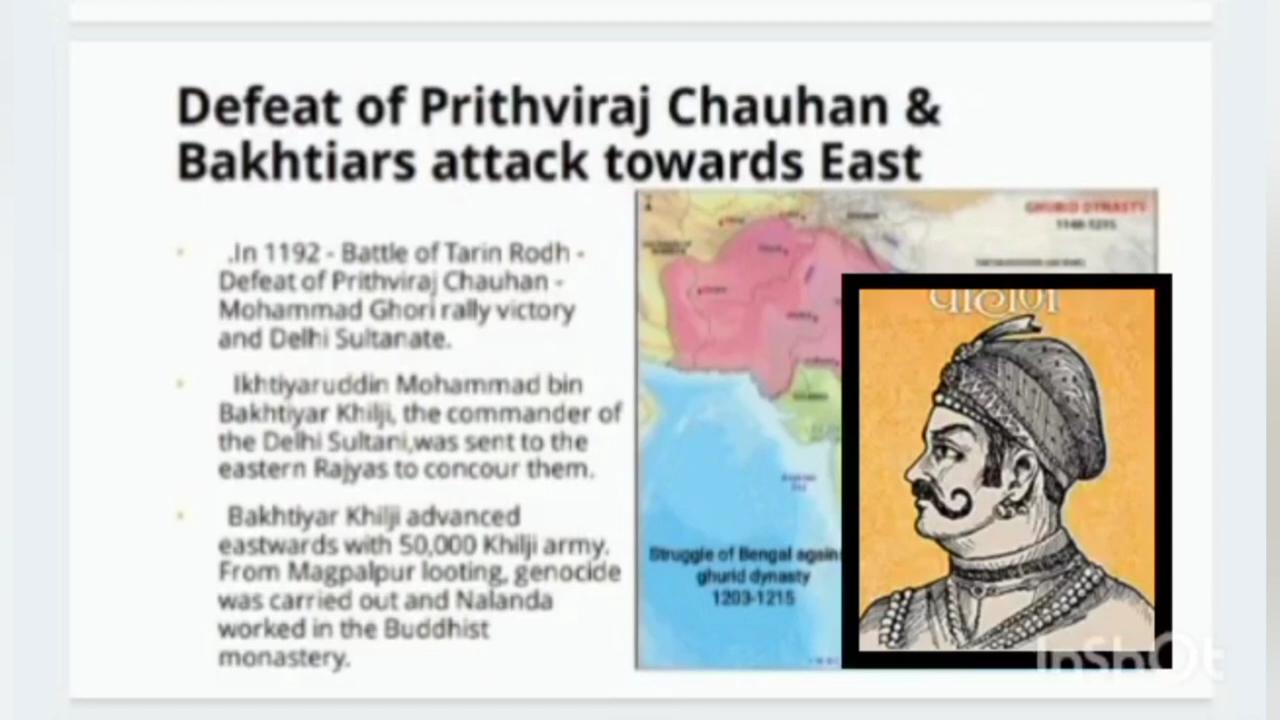 Defeat of Prithviraj Chauhan &
Bakhtiars attack towards East
.In 1192 - Battle of Tarin Rodh -
Defeat of Prithviraj Chauhan -
Mohammad Ghori rally victory
and Delhi Sultanate.
Ikhtiyaruddin Mohammad bin
Bakhtiyar Khilji, the commander of
the Delhi Sultani,was sent to the
eastern Rajyas to concour them.
Bakhtiyar Khilji advanced
eastwards with 50,000 Khilji army.
From Magpalpur looting, genocide
was carried out and Nalanda
worked in the Buddhist
monastery.
GHURID DYNASTY
1148-1215
Struggle of Bengal again
ghurid dynasty
1203-1215
InShOt